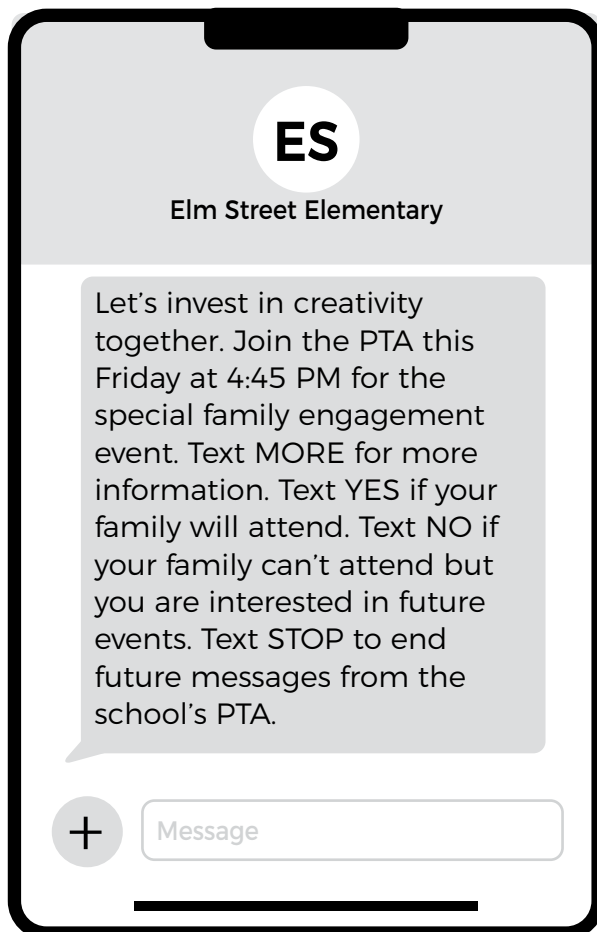 ES
Elm Street Elementary
Let’s invest in creativity
together. Join the PTA this
Friday at 4:45 PM for the
special family engagement
event. Text MORE for more
information. Text YES if your
family will attend. Text NO if
your family can’t attend but
you are interested in future
events. Text STOP to end
future messages from the
school’s PTA.
+
Message